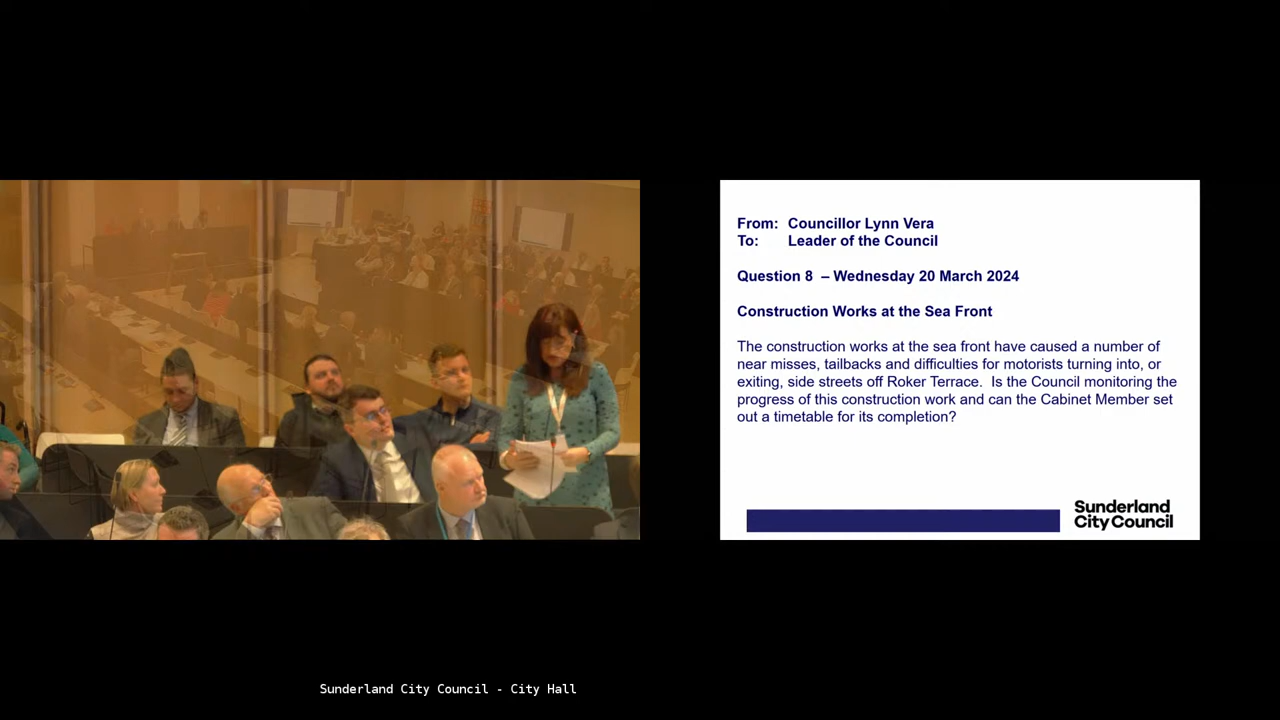 From: Councillor Lynn Vera
To: Leader of the Council
Question 8 – Wednesday 20 March 2024
Construction Works at the Sea Front
The construction works at the sea front have caused a number of
near misses, tailbacks and difficulties for motorists turning into, or
exiting, side streets off Roker Terrace. Is the Council monitoring the
progress of this construction work and can the Cabinet Member set
out a timetable for its completion?
Sunderland
City Council
Sunderland City Council - City Hall